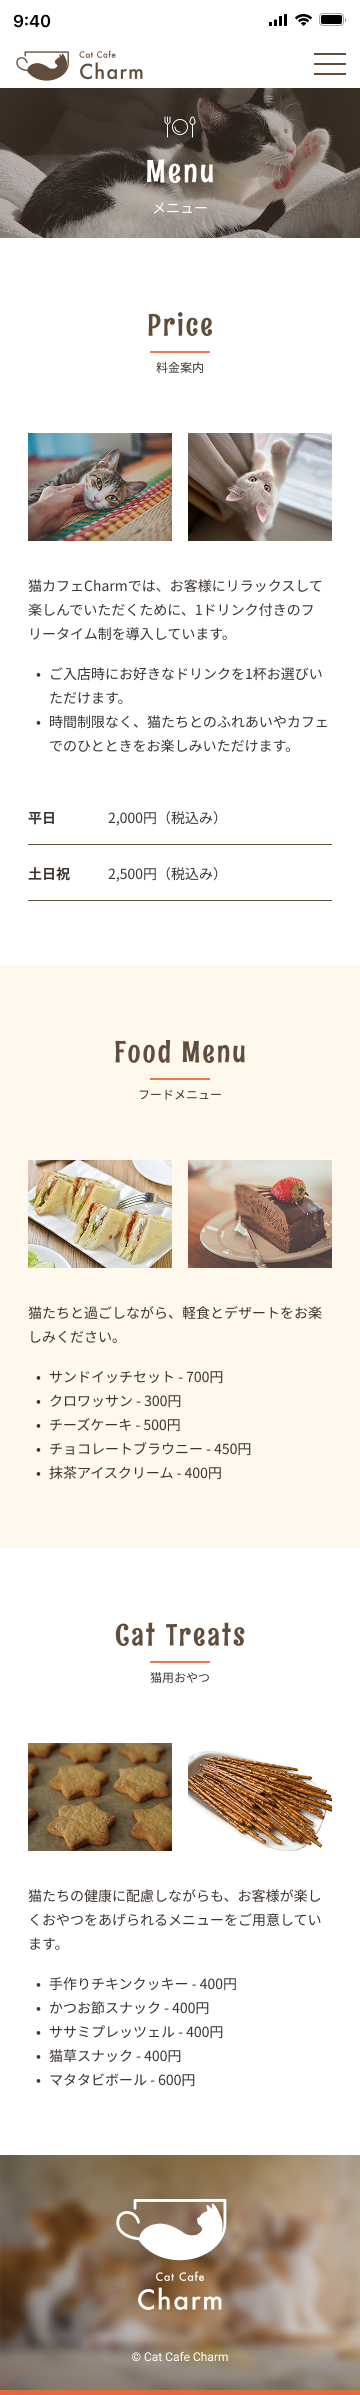 9:40
Cat Cafe
Charm
Menu
メニュー
Price
料金案内
猫カフェCharmでは、お客様にリラックスして
楽しんでいただくために、1ドリンク付きのフ
リータイム制を導入しています。
• ご入店時にお好きなドリンクを1杯お選びい
ただけます。
• 時間制限なく、猫たちとのふれあいやカフェ
でのひとときをお楽しみいただけます。
平日 2,000円（税込み）
土日祝 2,500円（税込み）
Food Menu
フードメニュー
猫たちと過ごしながら、軽食とデザートをお楽
しみください。
• サンドイッチセット - 700円
• クロワッサン - 300円
• チーズケーキ - 500円
• チョコレートブラウニー - 450円
• 抹茶アイスクリーム - 400円
Cat Treats
猫用おやつ
猫たちの健康に配慮しながらも、お客様が楽し
くおやつをあげられるメニューをご用意してい
ます。
• 手作りチキンクッキー - 400円
• かつお節スナック - 400円
• ササミプレッツェル - 400円
• 猫草スナック - 400円
• マタタビボール - 600円
Cat Cafe
Charm
© Cat Cafe Charm